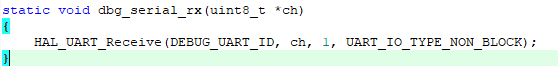 static void dbg_serial_rx(uint8_t *ch)
{
    HAL_UART_Receive(DEBUG_UART_ID, ch, 1, UART_IO_TYPE_NON_BLOCK);
}